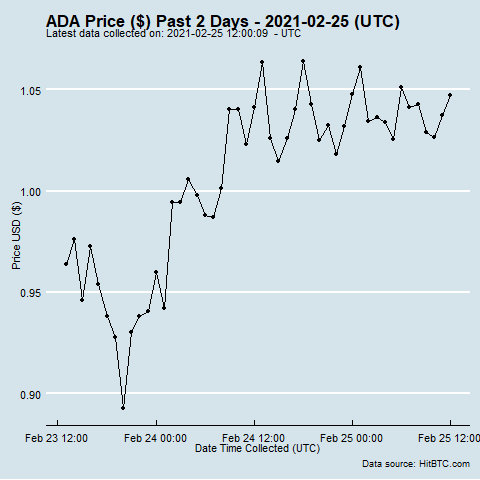 ADA Price ($) Past 2 Days - 2021-02-25 (UTC)
Latest data collected on: 2021-02-25 12:00:09 - UTC
1.05
1.00
0.95
0.90
Price USD ($)
Feb 23 12:00 Feb 24 00:00 Feb 24 12:00 Feb 25 00:00 Feb 25 12:00
Date Time Collected (UTC)
Data source: HitBTC.com